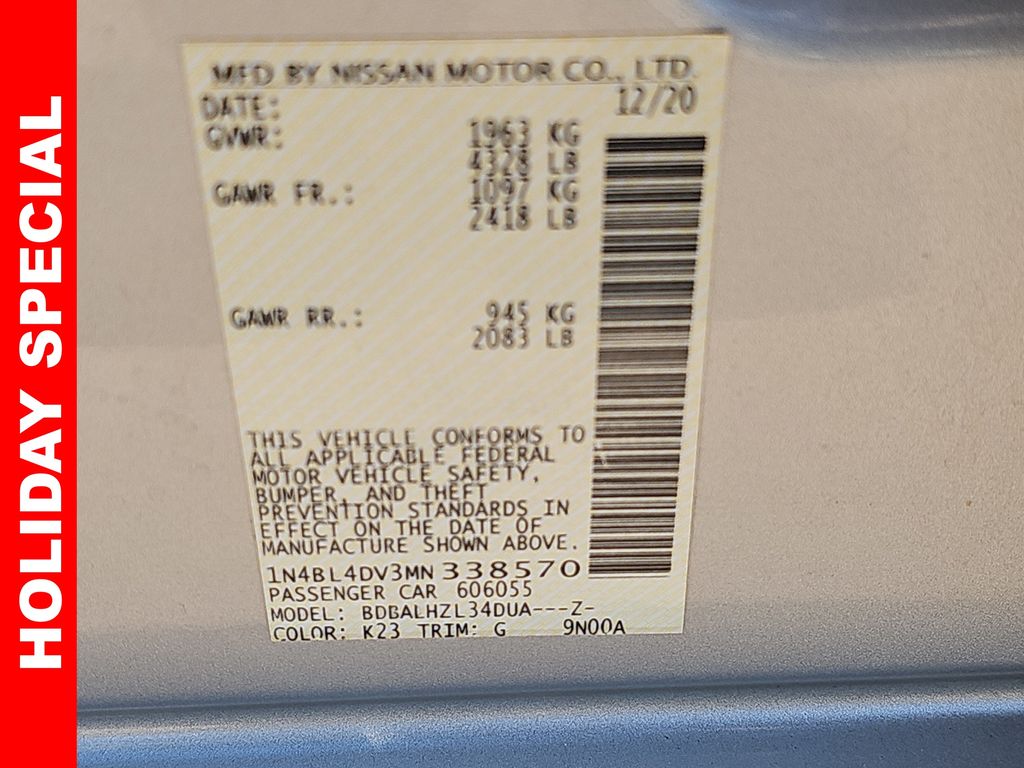 HOLIDAY SPECIAL
MFD BY NISSAN MOTOR CO., LTD.
DATE: 12/20
GVWR: 1963 KG
4328 LB
GAWR FR.: 1097 KG
2418 LB
GAWR RR.: 945 KG
2083 LB
THIS VEHICLE CONFORMS TO
ALL APPLICABLE FEDERAL
MOTOR VEHICLE SAFETY,
BUMPER, AND THEFT
PREVENTION STANDARDS IN
EFFECT ON THE DATE OF
MANUFACTURE SHOWN ABOVE.
1N4BL4DV3MN338570
PASSENGER CAR 606055
MODEL: BDBALHZL34DUA---Z-
COLOR: K23 TRIM: G 9N00A